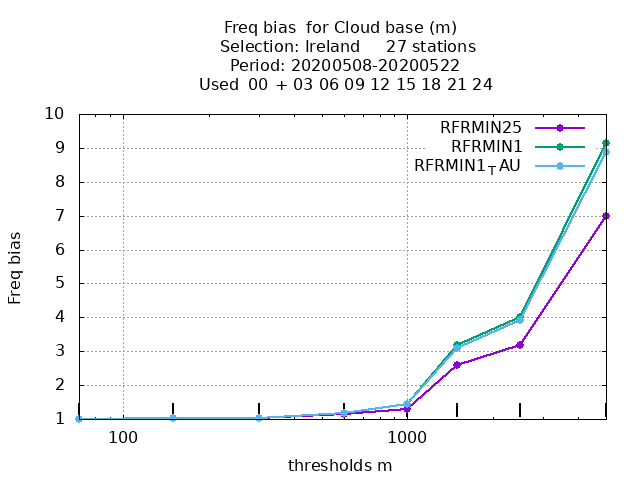 Freq bias  for Cloud base (m)
Selection: Ireland     27 stations
Period: 20200508-20200522
Used  00 + 03 06 09 12 15 18 21 24
RFRMIN25
RFRMIN1
RFRMIN1TAU
10
9
8
7
6
5
4
3
2
1
Freq bias
100 1000
thresholds m